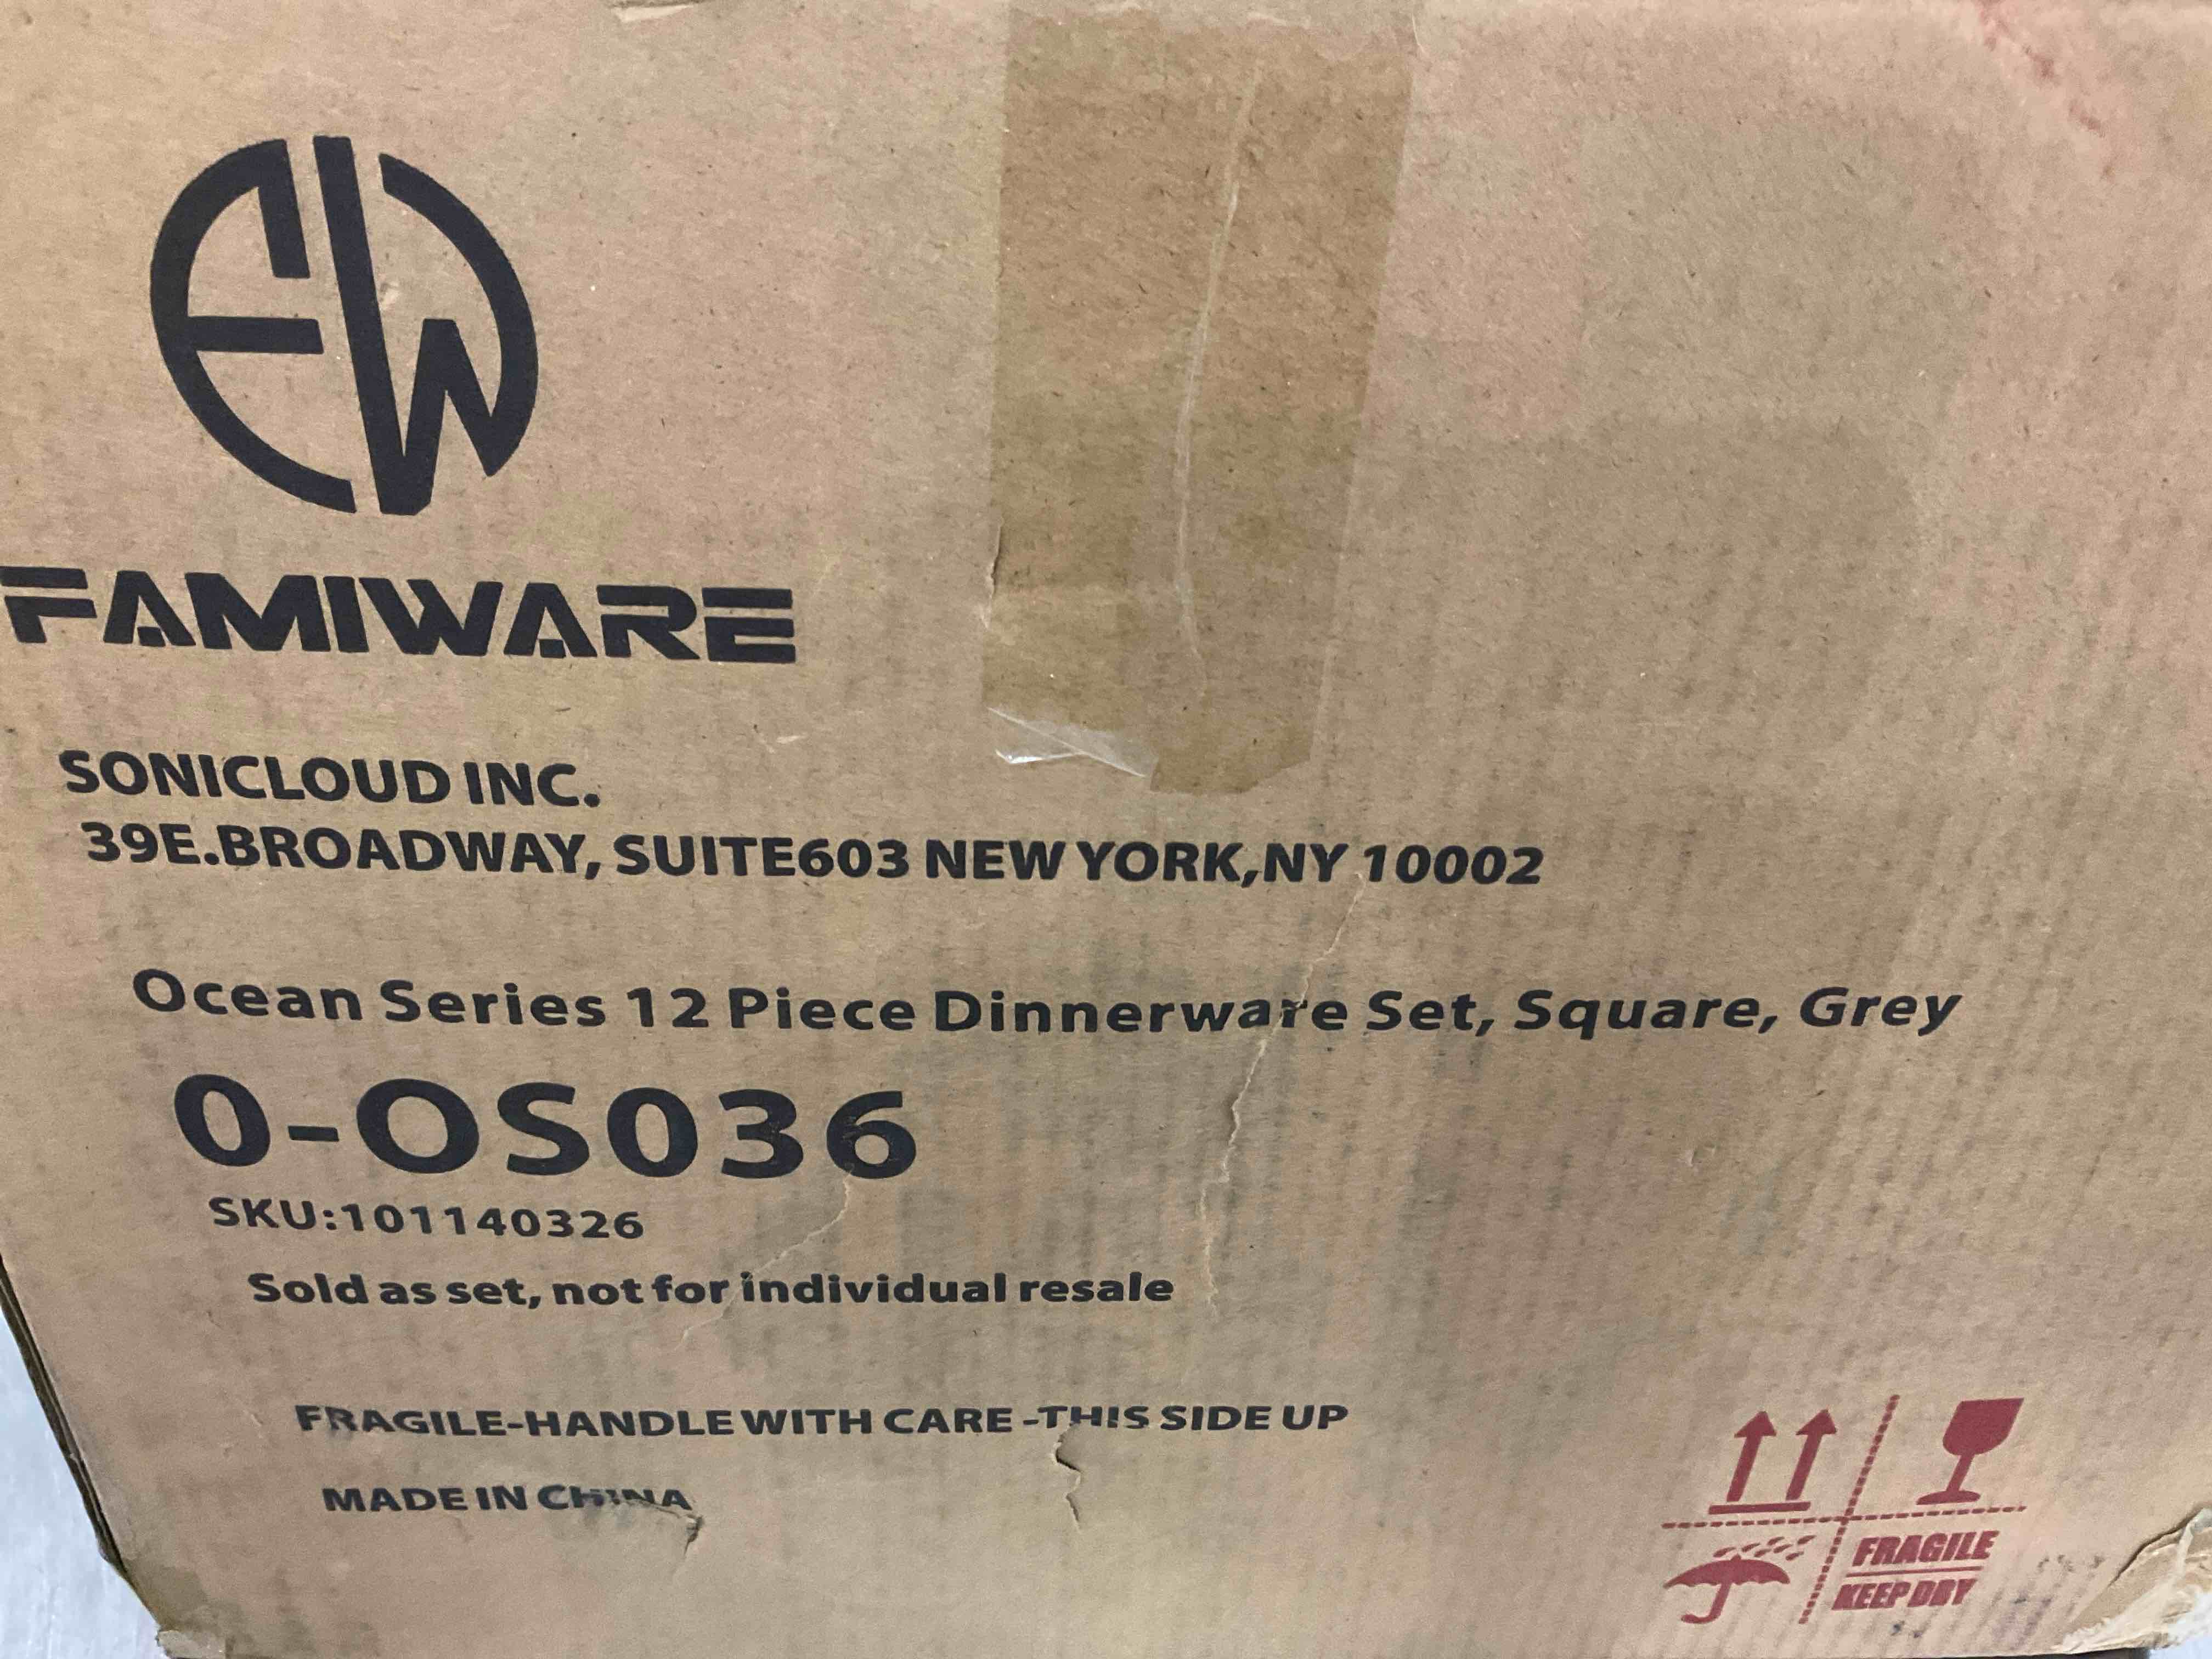 FW
FAMIWARE
SONICLOUD INC.
39E.BROADWAY, SUITE603 NEW YORK,NY 10002
Ocean Series 12 Piece Dinnerware Set, Square, Grey
0-OS036
SKU:101140326
Sold as set, not for individual resale
FRAGILE-HANDLE WITH CARE -THIS SIDE UP
MADE IN CHINA
FRAGILE
KEEP DRY